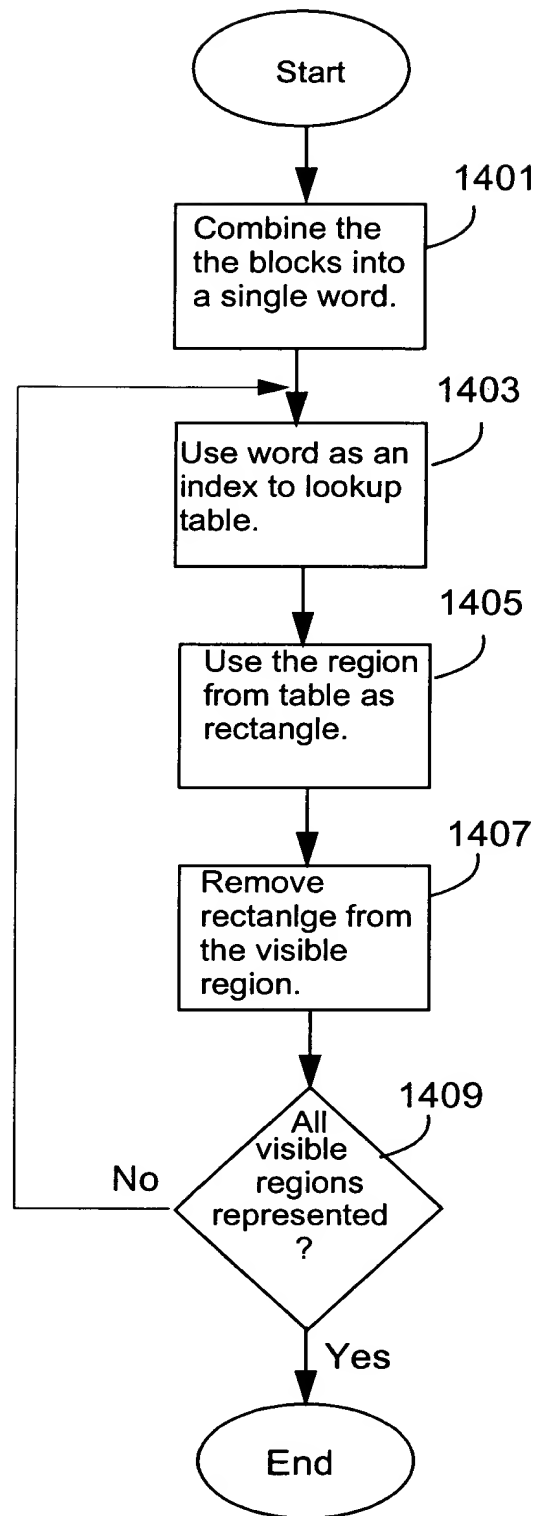 Start
1401
Combine the
the blocks into
a single word.
1403
Use word as an
index to lookup
table.
1405
Use the region
from table as
rectangle.
1407
Remove
rectanlge from
the visible
region.
1409
All
visible
regions
represented
?
No
Yes
End